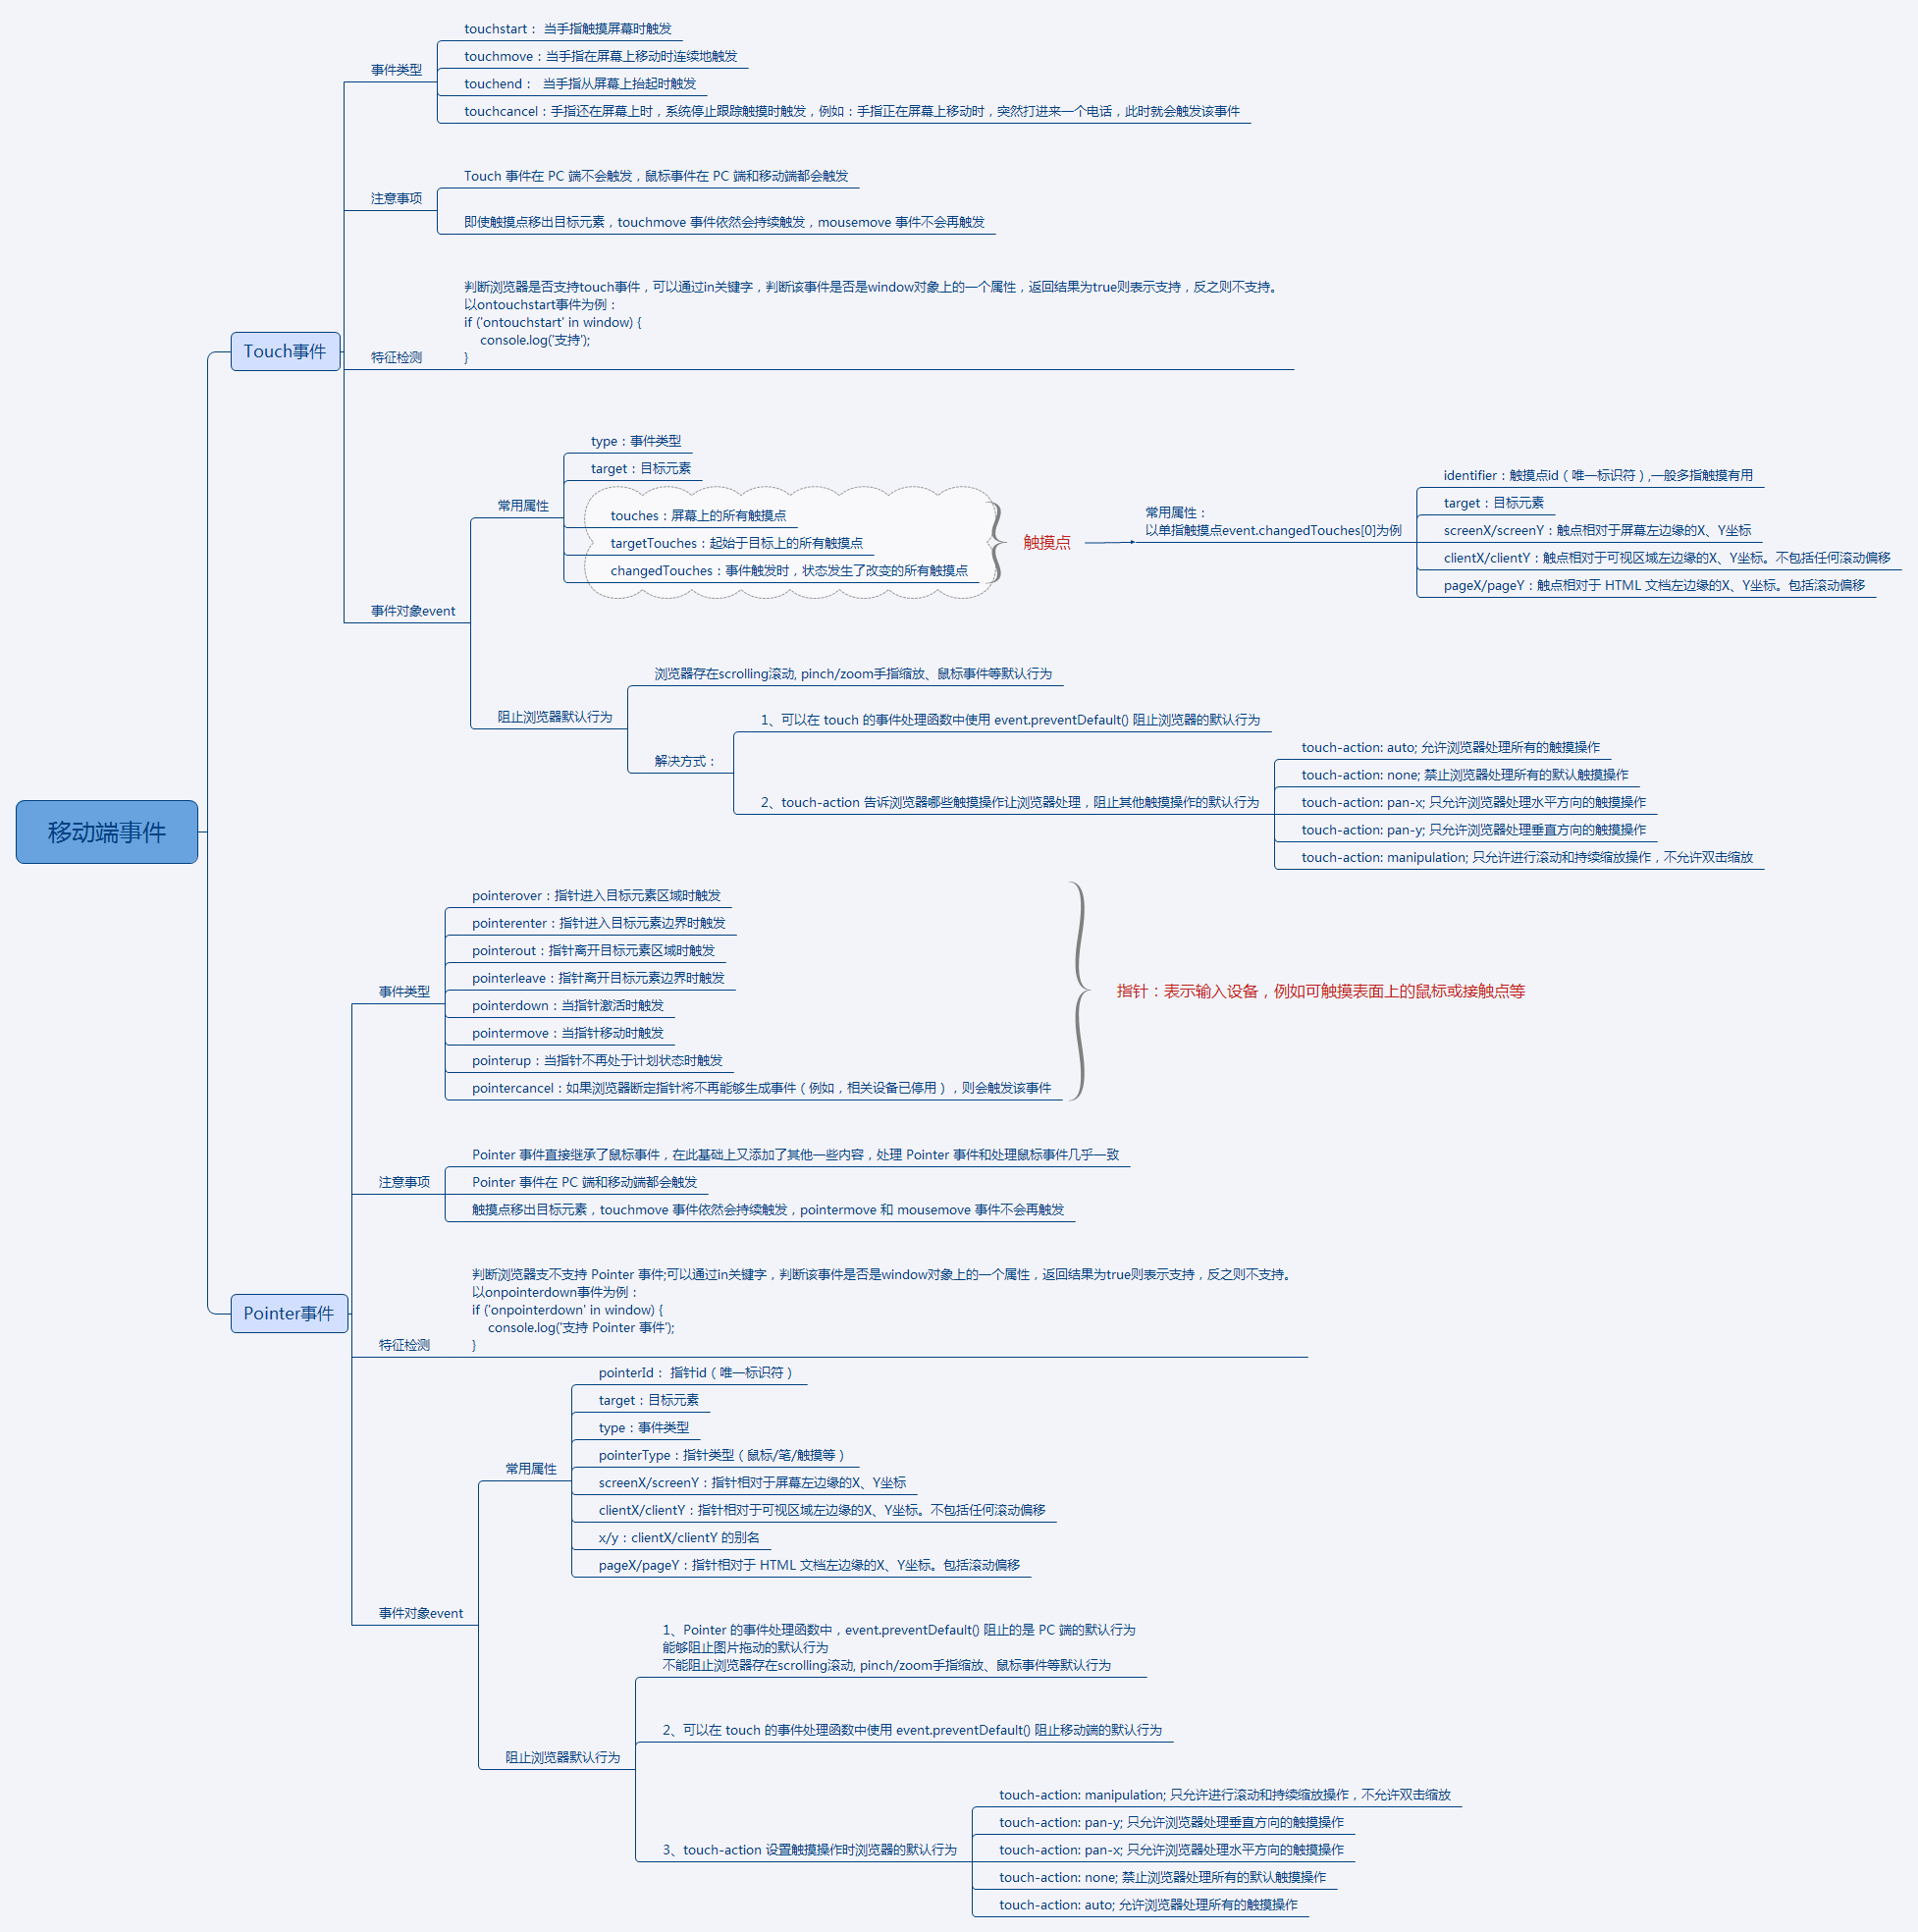 移动端事件
Touch事件
事件类型
touchstart： 当手指触摸屏幕时触发
touchmove：当手指在屏幕上移动时连续地触发
touchend： 当手指从屏幕上抬起时触发
touchcancel：手指还在屏幕上时，系统停止跟踪触摸时触发，例如：手指正在屏幕上移动时，突然打进来一个电话，此时就会触发该事件
注意事项
Touch 事件在 PC 端不会触发，鼠标事件在 PC 端和移动端都会触发
即使触摸点移出目标元素，touchmove 事件依然会持续触发，mousemove 事件不会再触发
特征检测
判断浏览器是否支持touch事件，可以通过in关键字，判断该事件是否是window对象上的一个属性，返回结果为true则表示支持，反之则不支持。
以ontouchstart事件为例：
if ('ontouchstart' in window) {
console.log('支持');
}
事件对象event
常用属性
type：事件类型
target：目标元素
touches：屏幕上的所有触摸点
targetTouches：起始于目标上的所有触摸点
changedTouches：事件触发时，状态发生了改变的所有触摸点
触摸点
常用属性：
以单指触摸点event.changedTouches[0]为例
identifier：触摸点id（唯一标识符）,一般多指触摸有用
target：目标元素
screenX/screenY：触点相对于屏幕左边缘的X、Y坐标
clientX/clientY：触点相对于可视区域左边缘的X、Y坐标。不包括任何滚动偏移
pageX/pageY：触点相对于 HTML 文档左边缘的X、Y坐标。包括滚动偏移
阻止浏览器默认行为
浏览器存在scrolling滚动, pinch/zoom手指缩放、鼠标事件等默认行为
解决方式：
1、可以在 touch 的事件处理函数中使用 event.preventDefault() 阻止浏览器的默认行为
2、touch-action 告诉浏览器哪些触摸操作让浏览器处理，阻止其他触摸操作的默认行为
touch-action: auto; 允许浏览器处理所有的触摸操作
touch-action: none; 禁止浏览器处理所有的默认触摸操作
touch-action: pan-x; 只允许浏览器处理水平方向的触摸操作
touch-action: pan-y; 只允许浏览器处理垂直方向的触摸操作
touch-action: manipulation; 只允许进行滚动和持续缩放操作，不允许双击缩放
Pointer事件
事件类型
pointerover：指针进入目标元素区域时触发
pointerenter：指针进入目标元素边界时触发
pointerout：指针离开目标元素区域时触发
pointerleave：指针离开目标元素边界时触发
pointerdown：当指针激活时触发
pointermove：当指针移动时触发
pointerup：当指针不再处于计划状态时触发
pointercancel：如果浏览器断定指针将不再能够生成事件（例如，相关设备已停用），则会触发该事件
指针：表示输入设备，例如可触摸表面上的鼠标或接触点等
注意事项
Pointer 事件直接继承了鼠标事件，在此基础上又添加了其他一些内容，处理 Pointer 事件和处理鼠标事件几乎一致
Pointer 事件在 PC 端和移动端都会触发
触摸点移出目标元素，touchmove 事件依然会持续触发，pointermove 和 mousemove 事件不会再触发
特征检测
判断浏览器支不支持 Pointer 事件;可以通过in关键字，判断该事件是否是window对象上的一个属性，返回结果为true则表示支持，反之则不支持。
以onpointerdown事件为例：
if ('onpointerdown' in window) {
console.log('支持 Pointer 事件');
}
事件对象event
常用属性
pointerId： 指针id（唯一标识符）
target：目标元素
type：事件类型
pointerType：指针类型（鼠标/笔/触摸等）
screenX/screenY：指针相对于屏幕左边缘的X、Y坐标
clientX/clientY：指针相对于可视区域左边缘的X、Y坐标。不包括任何滚动偏移
x/y：clientX/clientY 的别名
pageX/pageY：指针相对于 HTML 文档左边缘的X、Y坐标。包括滚动偏移
阻止浏览器默认行为
1、Pointer 的事件处理函数中，event.preventDefault() 阻止的是 PC 端的默认行为
能够阻止图片拖动的默认行为
不能阻止浏览器存在scrolling滚动, pinch/zoom手指缩放、鼠标事件等默认行为
2、可以在 touch 的事件处理函数中使用 event.preventDefault() 阻止移动端的默认行为
3、touch-action 设置触摸操作时浏览器的默认行为
touch-action: manipulation; 只允许进行滚动和持续缩放操作，不允许双击缩放
touch-action: pan-y; 只允许浏览器处理垂直方向的触摸操作
touch-action: pan-x; 只允许浏览器处理水平方向的触摸操作
touch-action: none; 禁止浏览器处理所有的默认触摸操作
touch-action: auto; 允许浏览器处理所有的触摸操作